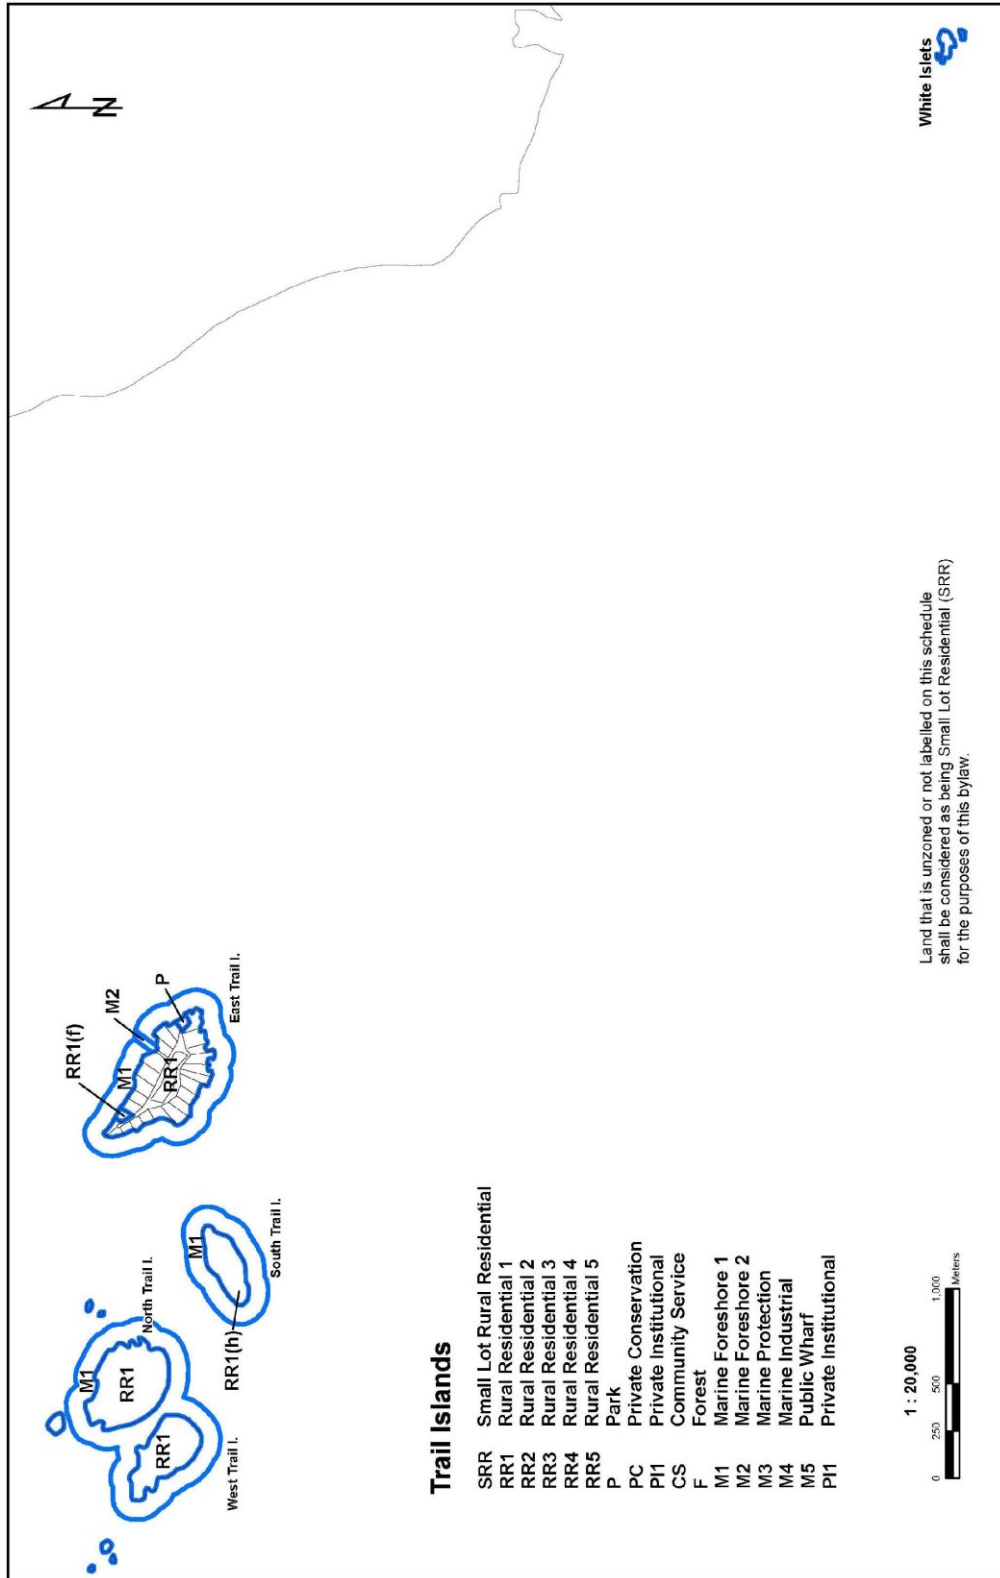 N
White Islets
RR1(f)
M2
P
M1
RR1
East Trail I.
M1
RR1
North Trail I.
RR1
West Trail I.
M1
RR1(h)
South Trail I.
Trail Islands
SRR Small Lot Rural Residential
RR1 Rural Residential 1
RR2 Rural Residential 2
RR3 Rural Residential 3
RR4 Rural Residential 4
RR5 Rural Residential 5
P Park
PC Private Conservation
PI1 Private Institutional
CS Community Service
F Forest
M1 Marine Foreshore 1
M2 Marine Foreshore 2
M3 Marine Protection
M4 Marine Industrial
M5 Public Wharf
PI1 Private Institutional
1 : 20,000
0 250 500 1,000
Meters
Land that is unzoned or not labelled on this schedule
shall be considered as being Small Lot Residential (SRR)
for the purposes of this bylaw.